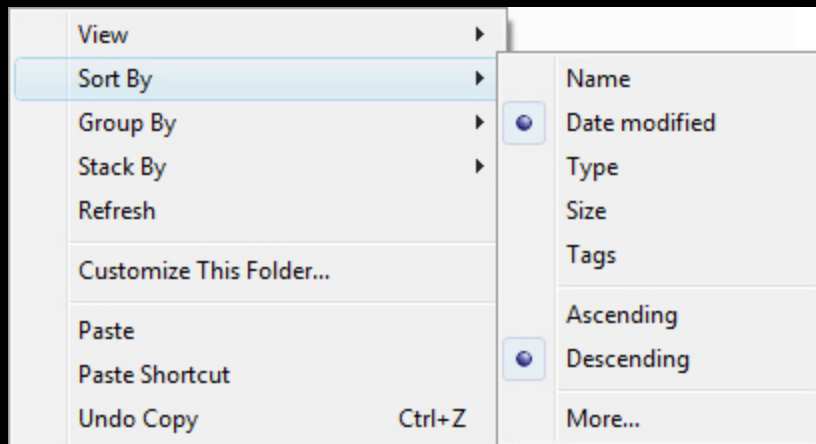 View
Sort By
Group By
Stack By
Refresh
Customize This Folder...
Paste
Paste Shortcut
Undo Copy Ctrl+Z
Name
Date modified
Type
Size
Tags
Ascending
Descending
More...